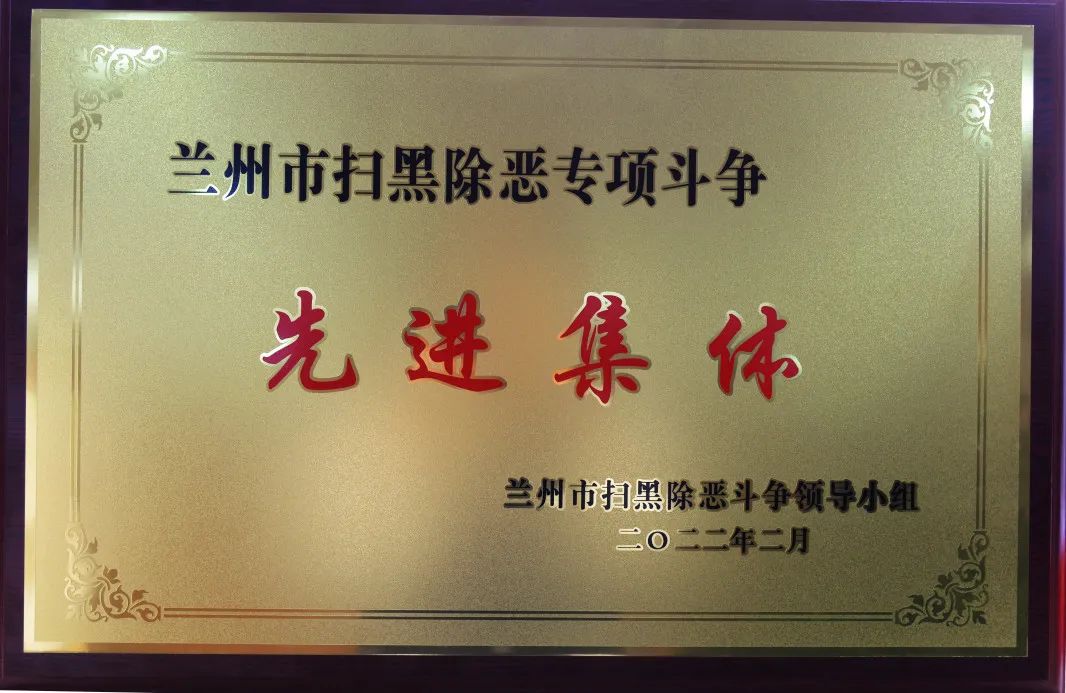 兰州市扫黑除恶专项斗争
先进集体
兰州市扫黑除恶斗争领导小组
二〇二二年二月